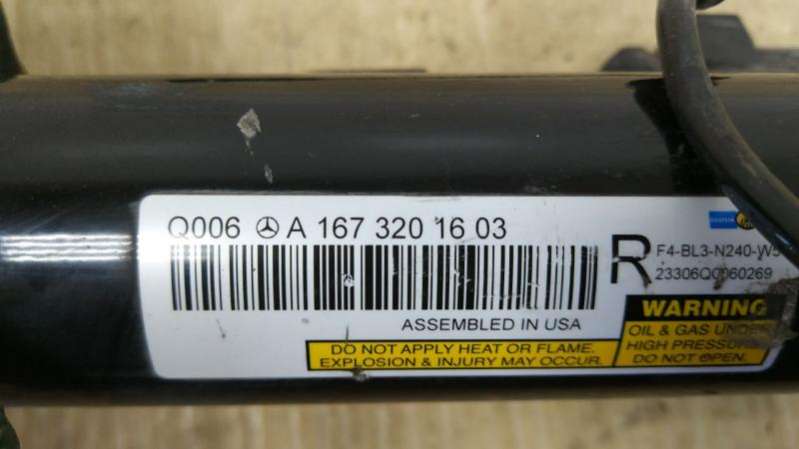 Q006 A 167 320 16 03
R
F4-BL3-N240-W5
23306Q0060269
ASSEMBLED IN USA
DO NOT APPLY HEAT OR FLAME.
EXPLOSION & INJURY MAY OCCUR.
WARNING
OIL & GAS UNDER
HIGH PRESSURE
DO NOT OPEN.